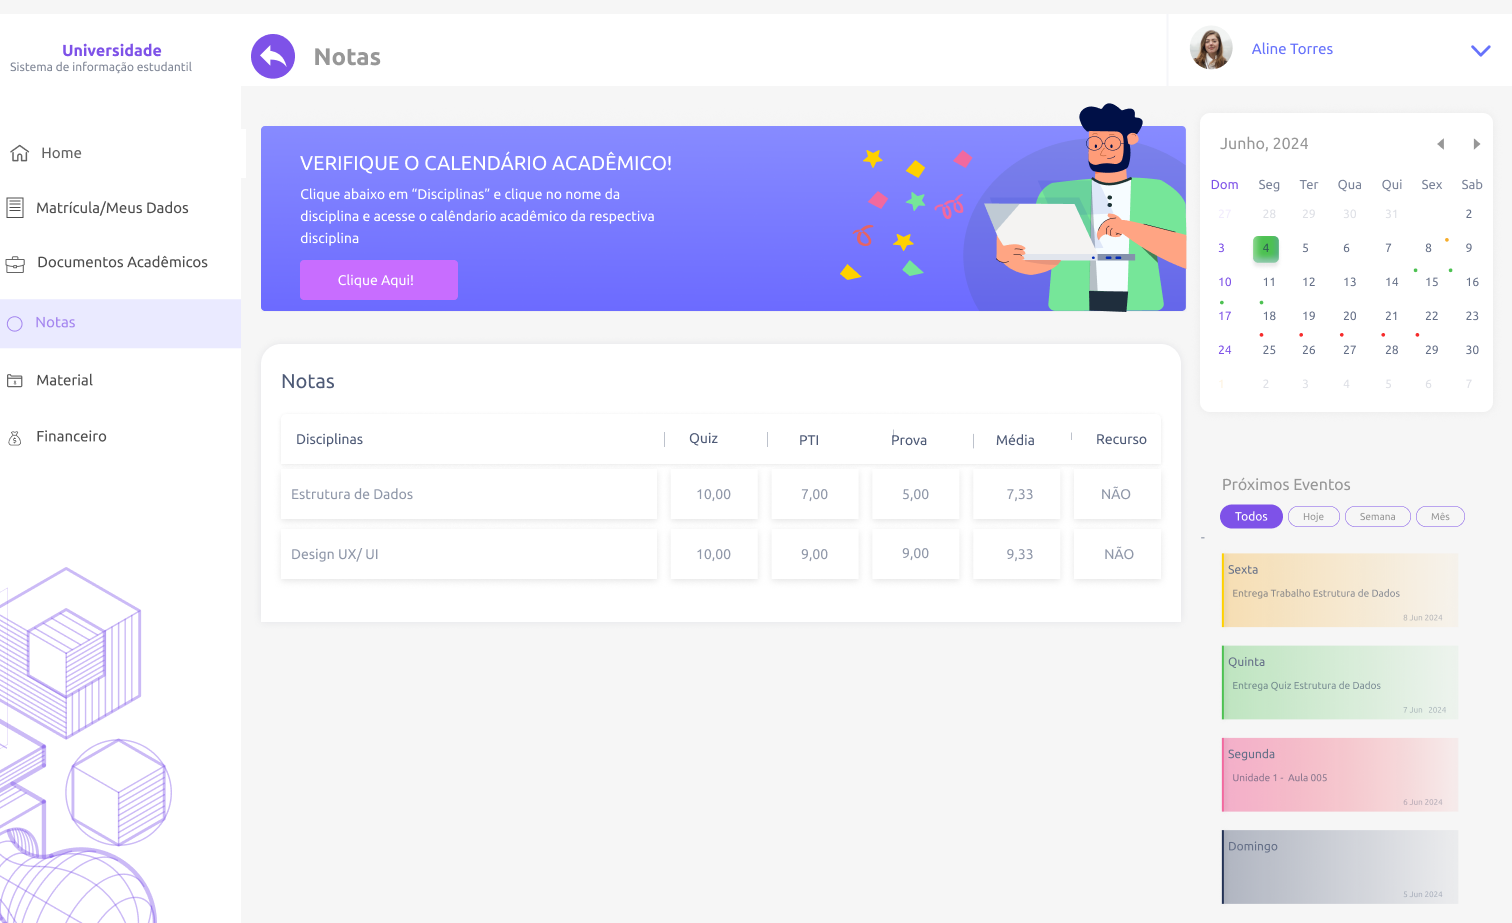 Universidade
Sistema de informação estudantil
Home
Matrícula/Meus Dados
Documentos Acadêmicos
Notas
Material
Financeiro
Notas
Aline Torres
VERIFIQUE O CALENDÁRIO ACADÊMICO!
Clique abaixo em “Disciplinas” e clique no nome da
disciplina e acesse o calêndario acadêmico da respectiva
disciplina
Clique Aqui!
Notas
Disciplinas Quiz PTI Prova Média Recurso
Estrutura de Dados 10,00 7,00 5,00 7,33 NÃO
Design UX/ UI 10,00 9,00 9,00 9,33 NÃO
Junho, 2024
Dom Seg Ter Qua Qui Sex Sab
27 28 29 30 31 2
3 4 5 6 7 8 9
10 11 12 13 14 15 16
17 18 19 20 21 22 23
24 25 26 27 28 29 30
1 2 3 4 5 6 7
Próximos Eventos
Todos Hoje Semana Mês
-
Sexta
Entrega Trabalho Estrutura de Dados
8 Jun 2024
Quinta
Entrega Quiz Estrutura de Dados
7 Jun 2024
Segunda
Unidade 1 - Aula 005
6 Jun 2024
Domingo
5 Jun 2024